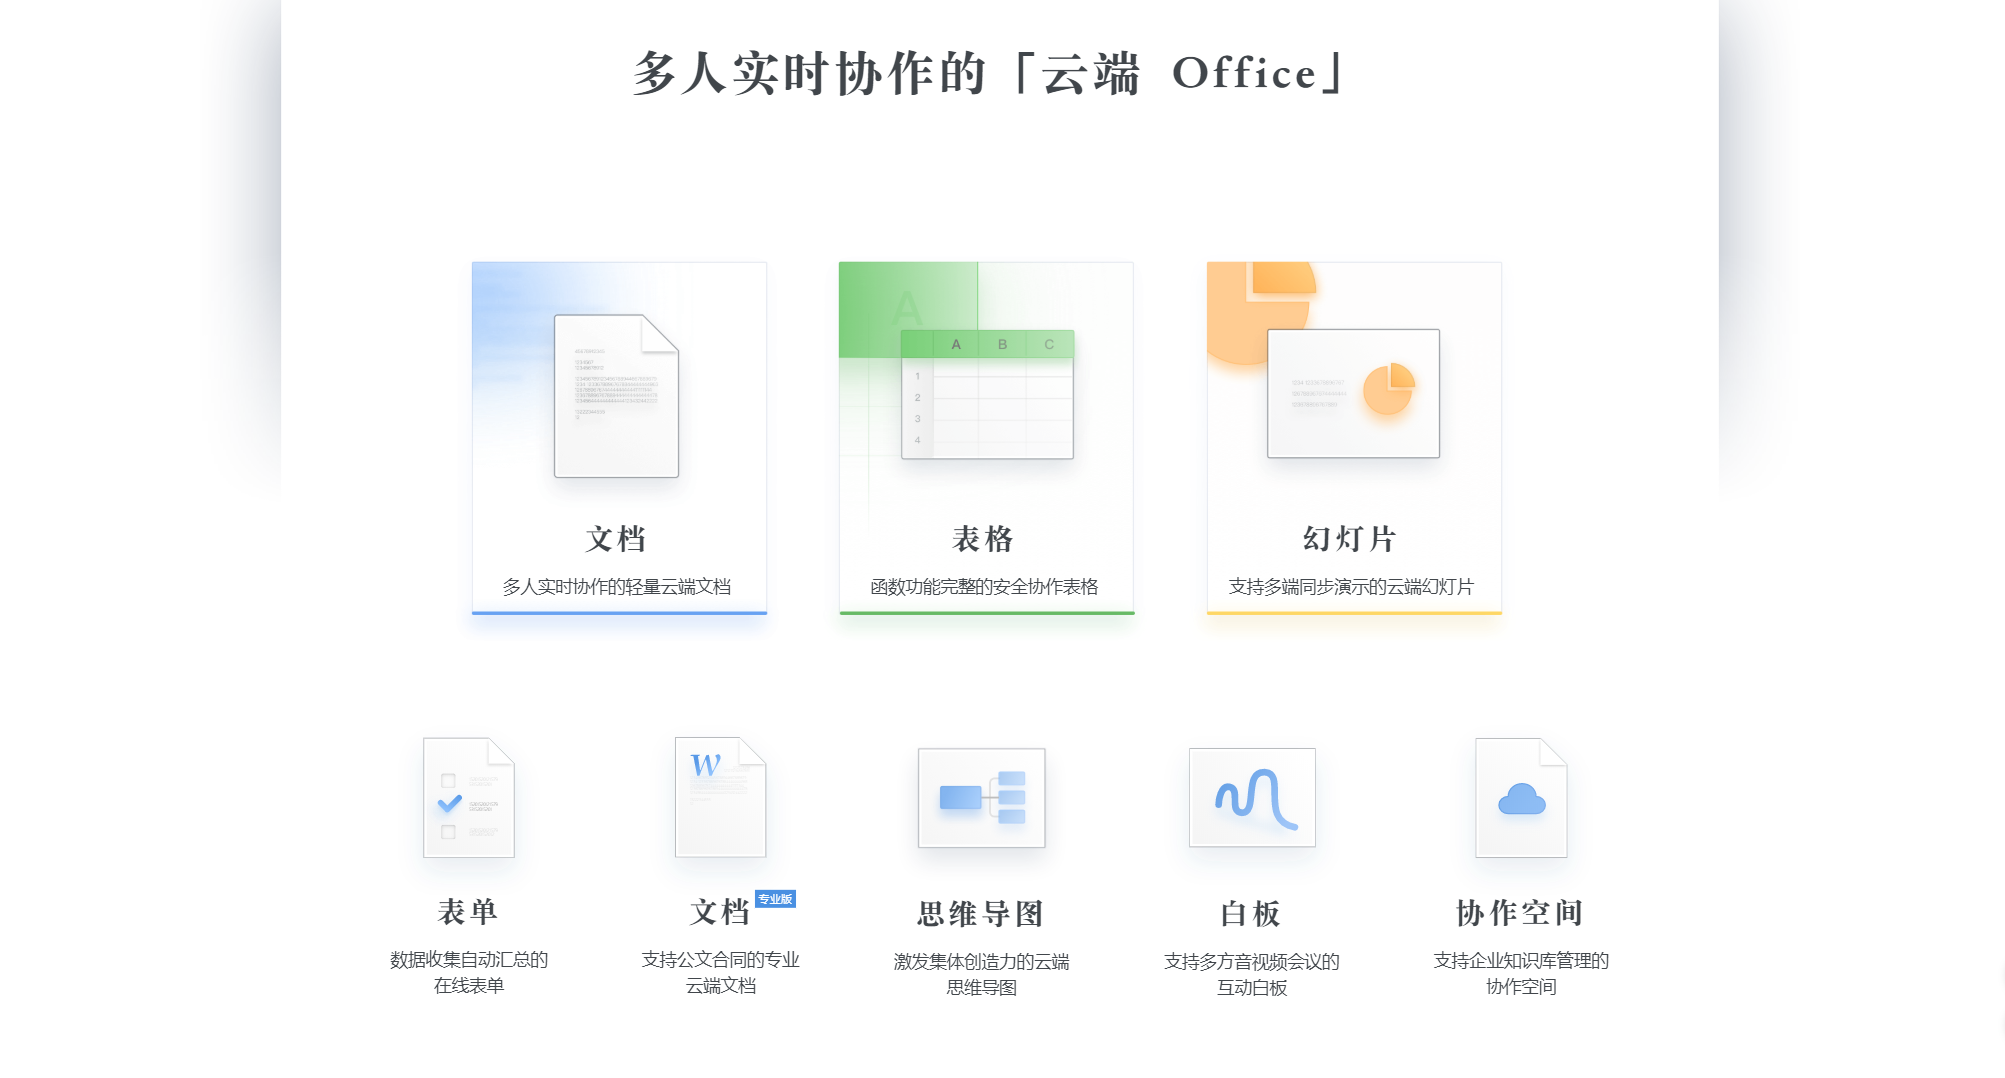 多人实时协作的「云端 Office」
A
A B C
1
2
3
4
文档
多人实时协作的轻量云端文档
表格
函数功能完整的安全协作表格
幻灯片
支持多端同步演示的云端幻灯片
W
表单
数据收集自动汇总的
在线表单
文档 专业版
支持公文合同的专业
云端文档
思维导图
激发集体创造力的云端
思维导图
白板
支持多方音视频会议的
互动白板
协作空间
支持企业知识库管理的
协作空间